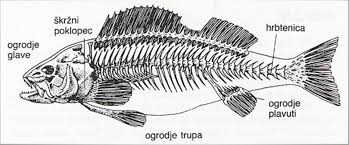 škržni
poklopec
ogrodje
glave
hrbtenica
ogrodje
plavuti
ogrodje trupa